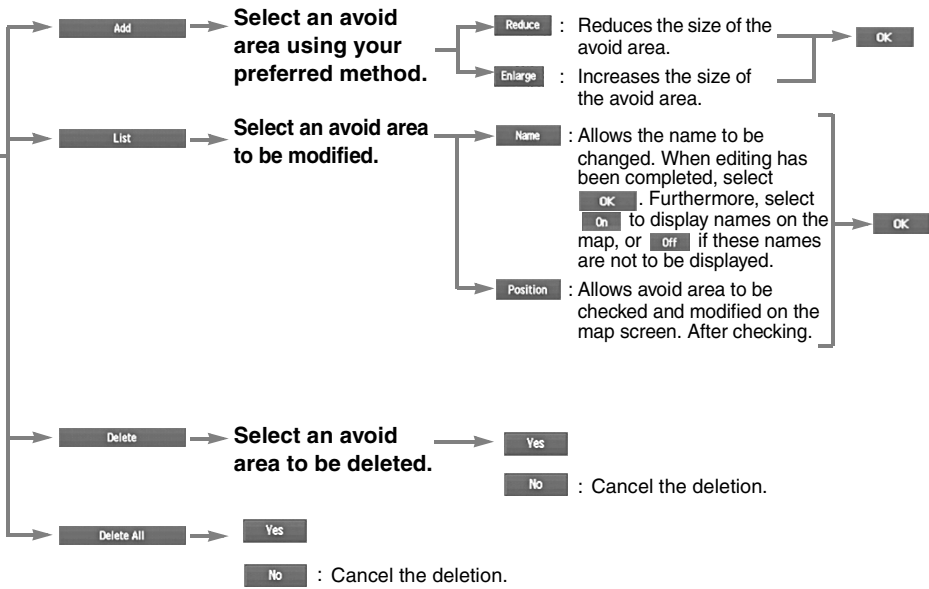 Add
Select an avoid
area using your
preferred method.
Reduce : Reduces the size of the
avoid area.
Enlarge : Increases the size of
the avoid area.
OK
List
Select an avoid area
to be modified.
Name : Allows the name to be
changed. When editing has
been completed, select
OK . Furthermore, select
On to display names on the
map, or Off if these names
are not to be displayed.
Position : Allows avoid area to be
checked and modified on the
map screen. After checking.
OK
Delete
Select an avoid
area to be deleted.
Yes
No : Cancel the deletion.
Delete All
Yes
No : Cancel the deletion.